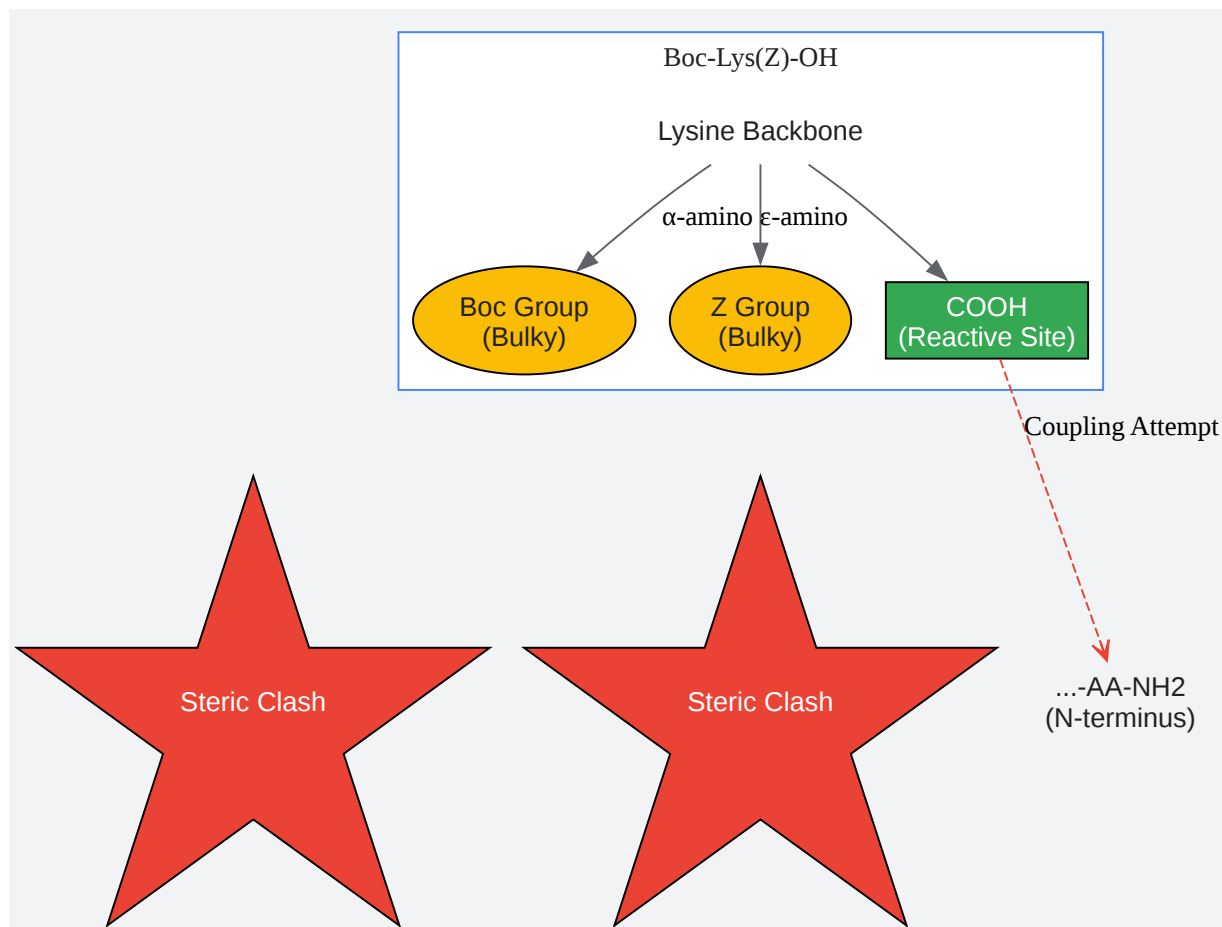 Boc-Lys(Z)-OH
Lysine Backbone
α-amino
ε-amino
Boc Group
(Bulky)
Z Group
(Bulky)
COOH
(Reactive Site)
Coupling Attempt
Steric Clash
Steric Clash
...-AA-NH2
(N-terminus)